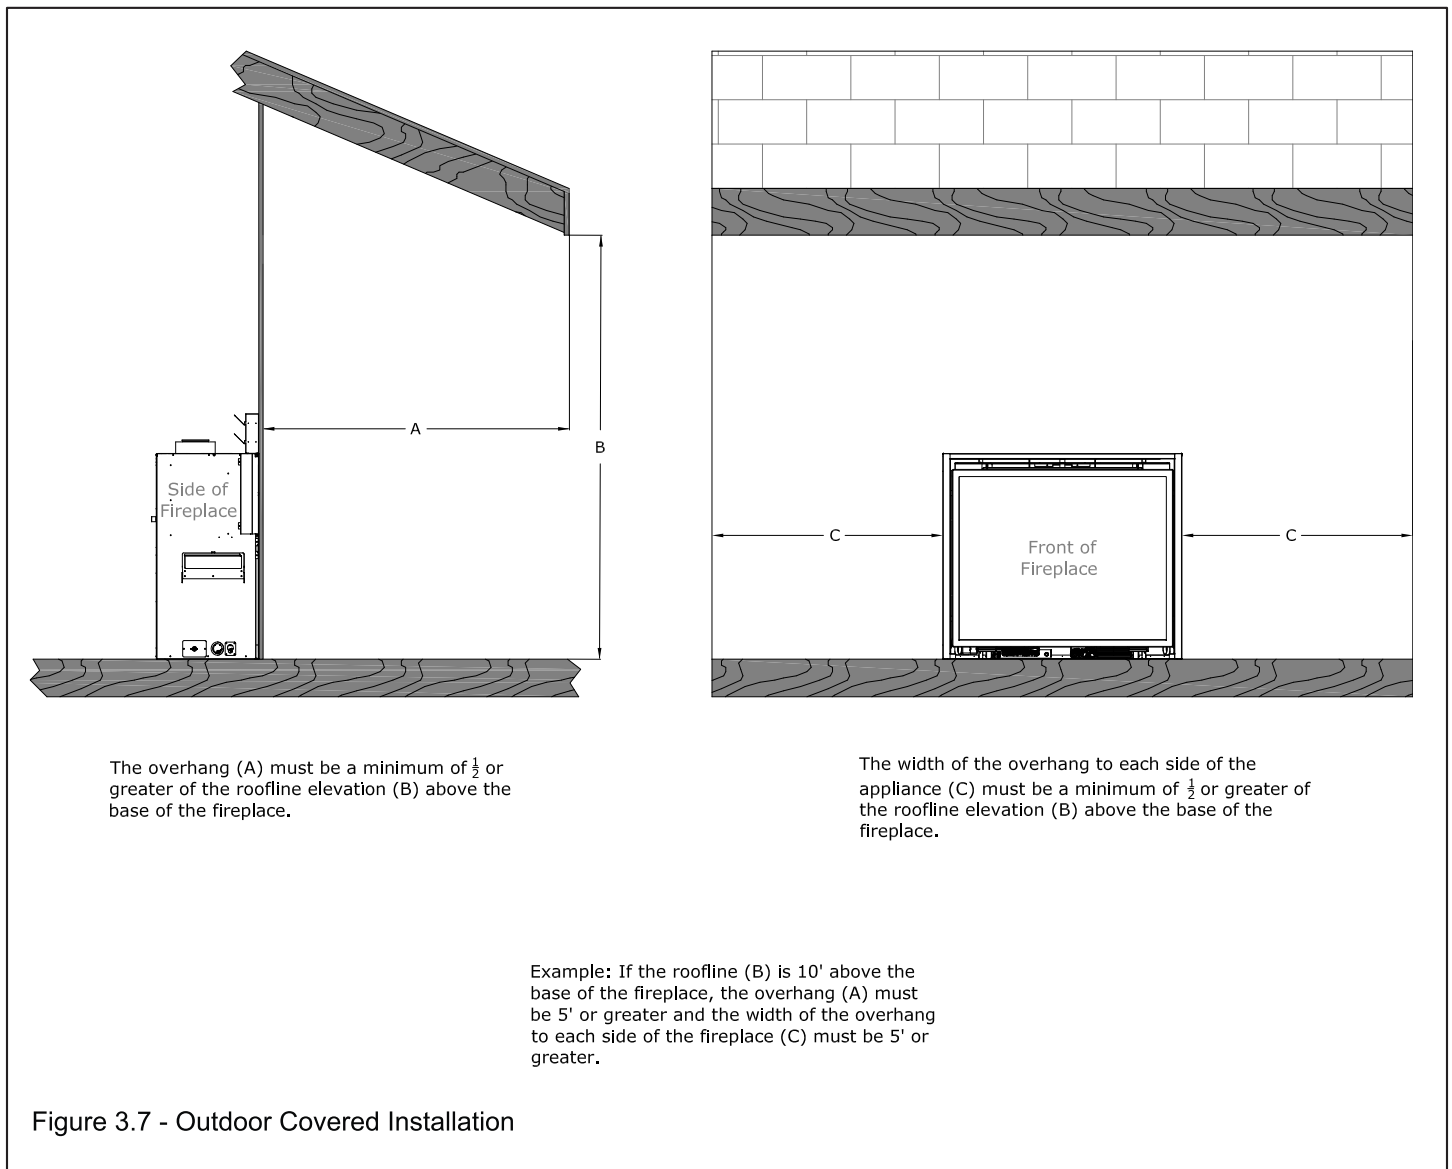 A
B
Side of
Fireplace
C
C
Front of
Fireplace
The overhang (A) must be a minimum of ½ or
greater of the roofline elevation (B) above the
base of the fireplace.
The width of the overhang to each side of the
appliance (C) must be a minimum of ½ or greater of
the roofline elevation (B) above the base of the
fireplace.
Example: If the roofline (B) is 10' above the
base of the fireplace, the overhang (A) must
be 5' or greater and the width of the overhang
to each side of the fireplace (C) must be 5' or
greater.
Figure 3.7 - Outdoor Covered Installation